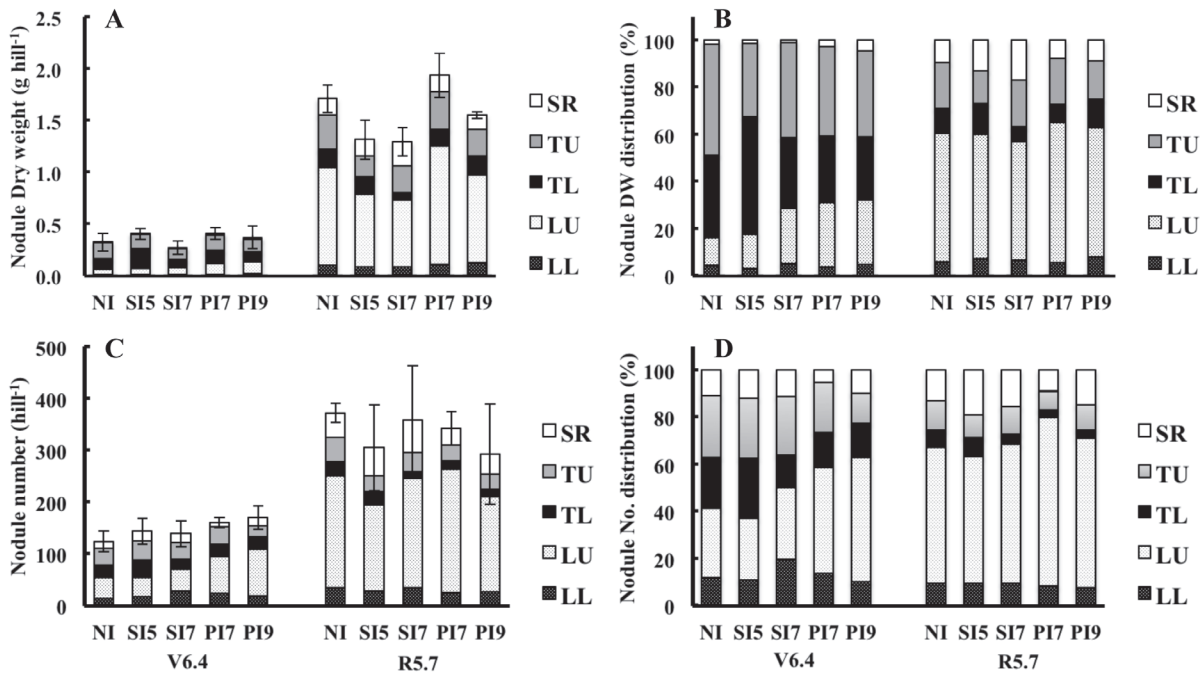 A
Nodule Dry weight (g hill-1)
2.5
2.0
1.5
1.0
0.5
0.0
NI SI5 SI7 PI7 PI9 NI SI5 SI7 PI7 PI9
SR
TU
TL
LU
LL
B
Nodule DW distribution (%)
100
80
60
40
20
0
NI SI5 SI7 PI7 PI9 NI SI5 SI7 PI7 PI9
SR
TU
TL
LU
LL
C
Nodule number (hill-1)
500
400
300
200
100
0
NI SI5 SI7 PI7 PI9 NI SI5 SI7 PI7 PI9
V6.4 R5.7
SR
TU
TL
LU
LL
D
Nodule No. distribution (%)
100
80
60
40
20
0
NI SI5 SI7 PI7 PI9 NI SI5 SI7 PI7 PI9
V6.4 R5.7
SR
TU
TL
LU
LL